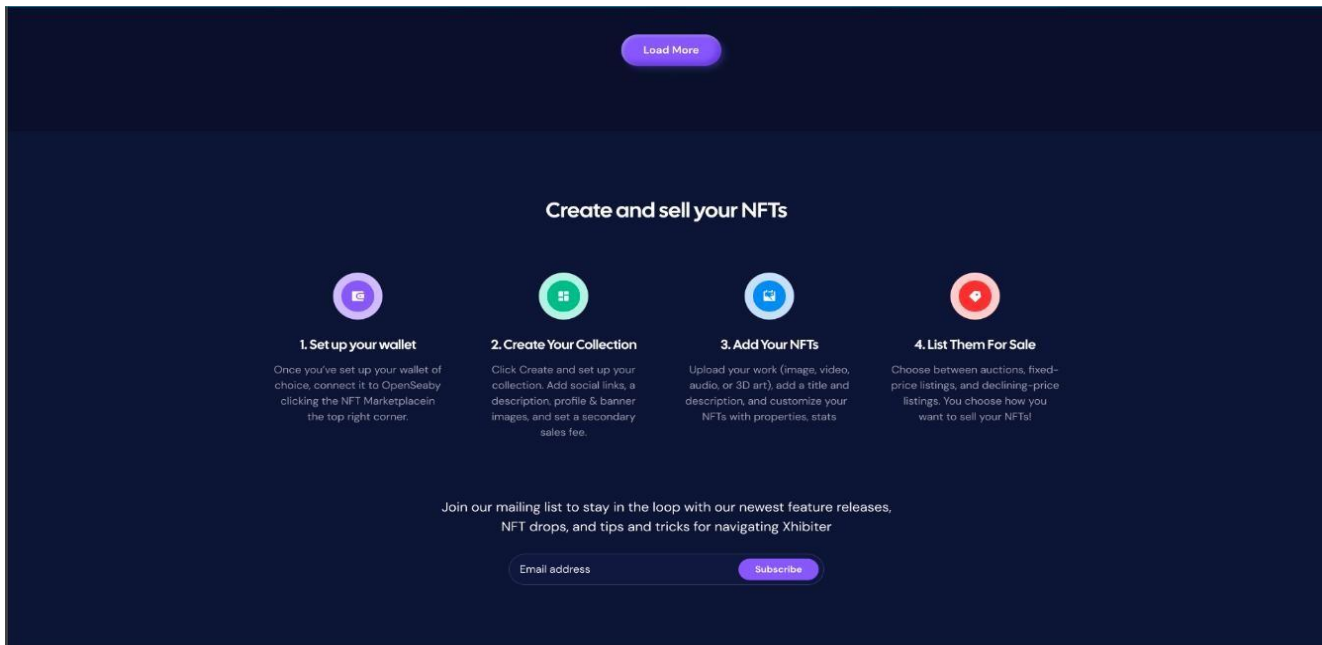 Load More
Create and sell your NFTs
1. Set up your wallet
Once you've set up your wallet of
choice, connect it to OpenSeaby
clicking the NFT Marketplacein
the top right corner.
2. Create Your Collection
Click Create and set up your
collection. Add social links, a
description, profile & banner
images, and set a secondary
sales fee.
3. Add Your NFTs
Upload your work (image, video,
audio, or 3D art), add a title and
description, and customize your
NFTs with properties, stats
4. List Them For Sale
Choose between auctions, fixed-
price listings, and declining-price
listings. You choose how you
want to sell your NFTs!
Join our mailing list to stay in the loop with our newest feature releases,
NFT drops, and tips and tricks for navigating Xhibiter
Email address
Subscribe